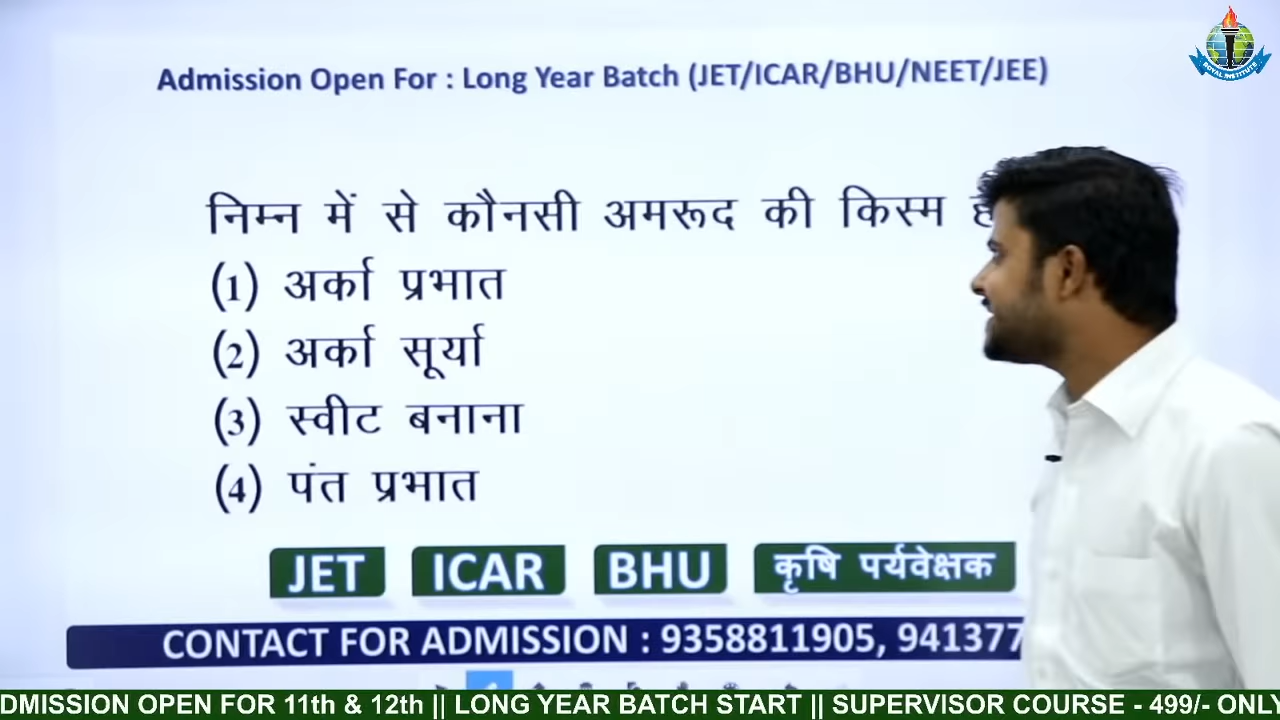 ROYAL INSTITUTE
Admission Open For : Long Year Batch (JET/ICAR/BHU/NEET/JEE)
निम्न में से कौनसी अमरूद की किस्म
(1) अर्का प्रभात
(2) अर्का सूर्या
(3) स्वीट बनाना
(4) पंत प्रभात
JET ICAR BHU कृषि पर्यवेक्षक
CONTACT FOR ADMISSION : 9358811905, 941377
DMISSION OPEN FOR 11th & 12th || LONG YEAR BATCH START || SUPERVISOR COURSE - 499/- ONLY